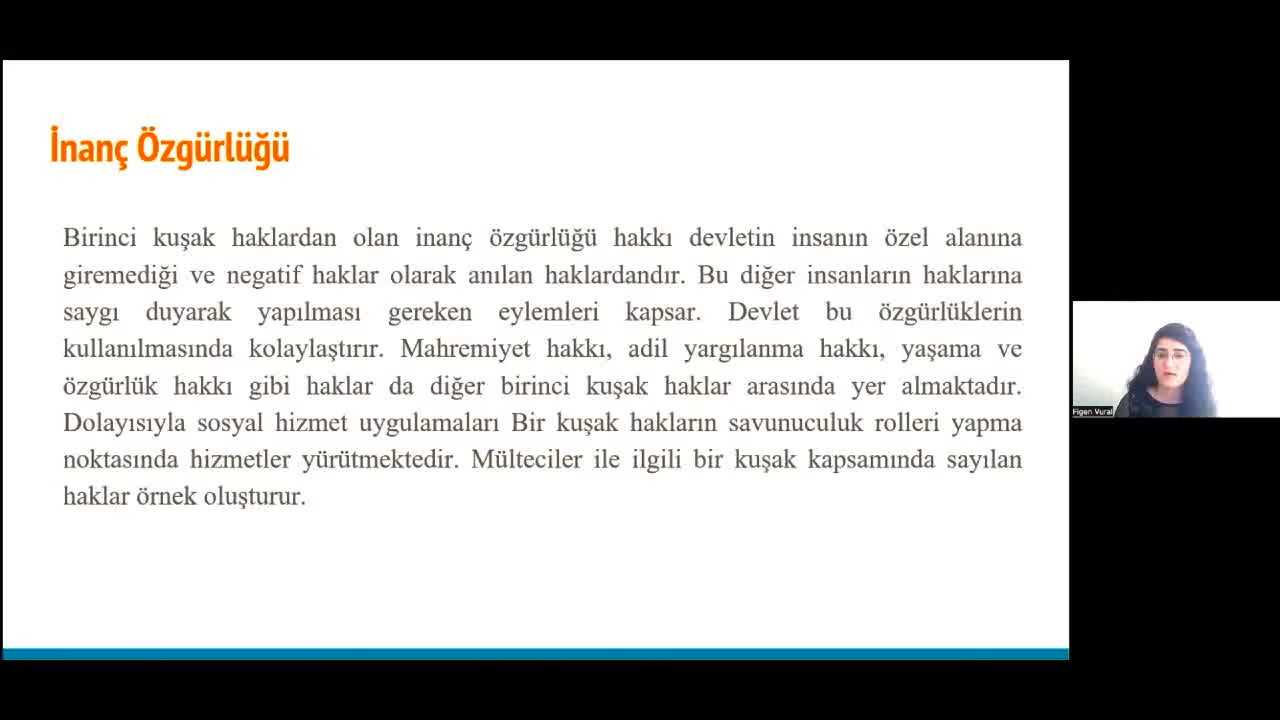 İnanç Özgürlüğü
Birinci kuşak haklardan olan inanç özgürlüğü hakkı devletin insanın özel alanına
giremediği ve negatif haklar olarak anılan haklardandır. Bu diğer insanların haklarına
saygı duyarak yapılması gereken eylemleri kapsar. Devlet bu özgürlüklerin
kullanılmasında kolaylaştırır. Mahremiyet hakkı, adil yargılanma hakkı, yaşama ve
özgürlük hakkı gibi haklar da diğer birinci kuşak haklar arasında yer almaktadır.
Dolayısıyla sosyal hizmet uygulamaları Bir kuşak hakların savunuculuk rolleri yapma
noktasında hizmetler yürütmektedir. Mülteciler ile ilgili bir kuşak kapsamında sayılan
haklar örnek oluşturur.
Figen Vural